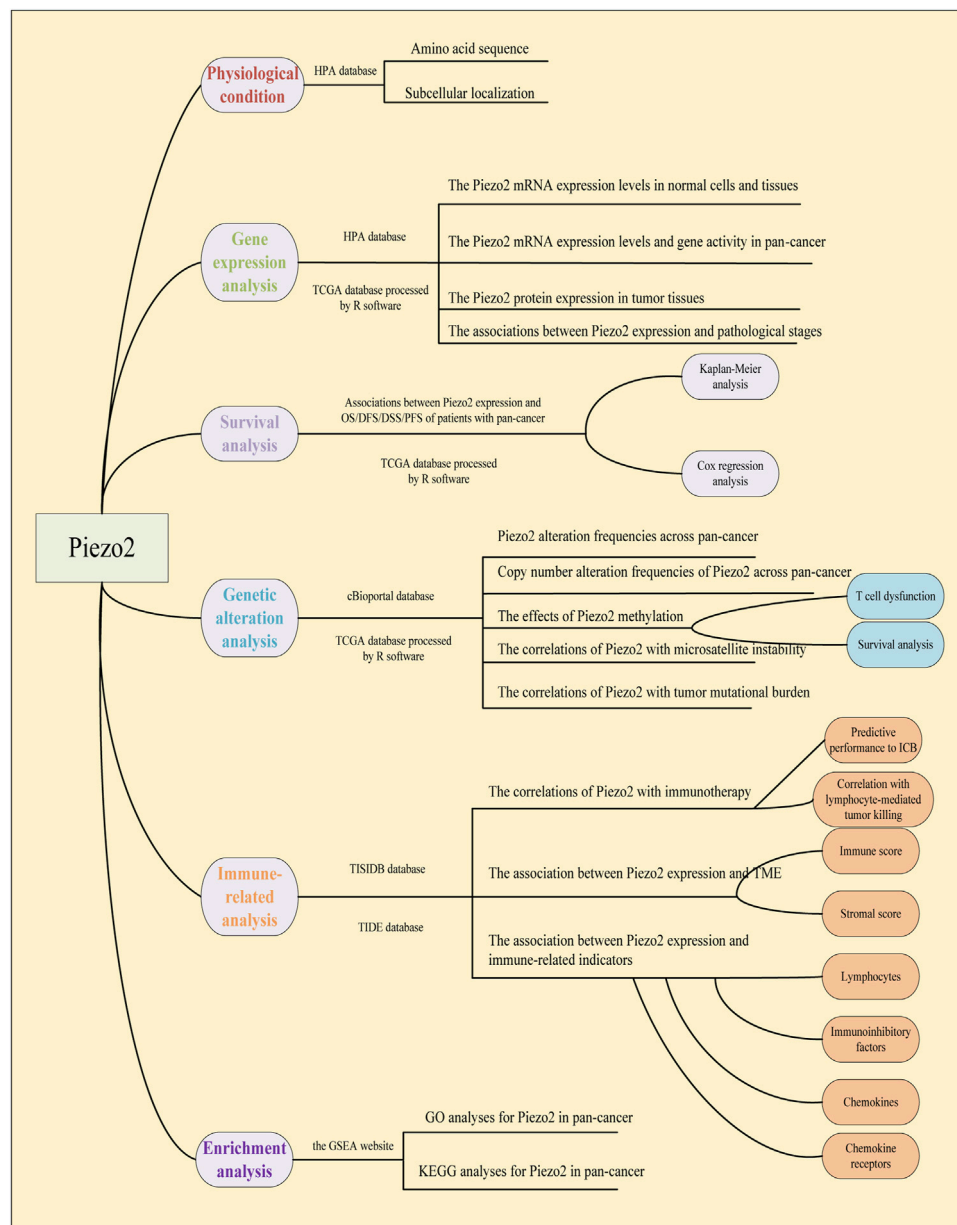 Piezo2
Physiological
condition
HPA database
Amino acid sequence
Subcellular localization
Gene
expression
analysis
HPA database
TCGA database processed
by R software
The Piezo2 mRNA expression levels in normal cells and tissues
The Piezo2 mRNA expression levels and gene activity in pan-cancer
The Piezo2 protein expression in tumor tissues
The associations between Piezo2 expression and pathological stages
Survival
analysis
Associations between Piezo2 expression and
OS/DFS/DSS/PFS of patients with pan-cancer
TCGA database processed
by R software
Kaplan-Meier
analysis
Cox regression
analysis
Genetic
alteration
analysis
cBioportal database
TCGA database processed
by R software
Piezo2 alteration frequencies across pan-cancer
Copy number alteration frequencies of Piezo2 across pan-cancer
The effects of Piezo2 methylation
T cell dysfunction
Survival analysis
The correlations of Piezo2 with microsatellite instability
The correlations of Piezo2 with tumor mutational burden
Immune-
related
analysis
TISIDB database
TIDE database
The correlations of Piezo2 with immunotherapy
Predictive
performance to ICB
Correlation with
lymphocyte-mediated
tumor killing
The association between Piezo2 expression and TME
Immune score
Stromal score
The association between Piezo2 expression and
immune-related indicators
Lymphocytes
Immunoinhibitory
factors
Chemokines
Chemokine
receptors
Enrichment
analysis
the GSEA website
GO analyses for Piezo2 in pan-cancer
KEGG analyses for Piezo2 in pan-cancer